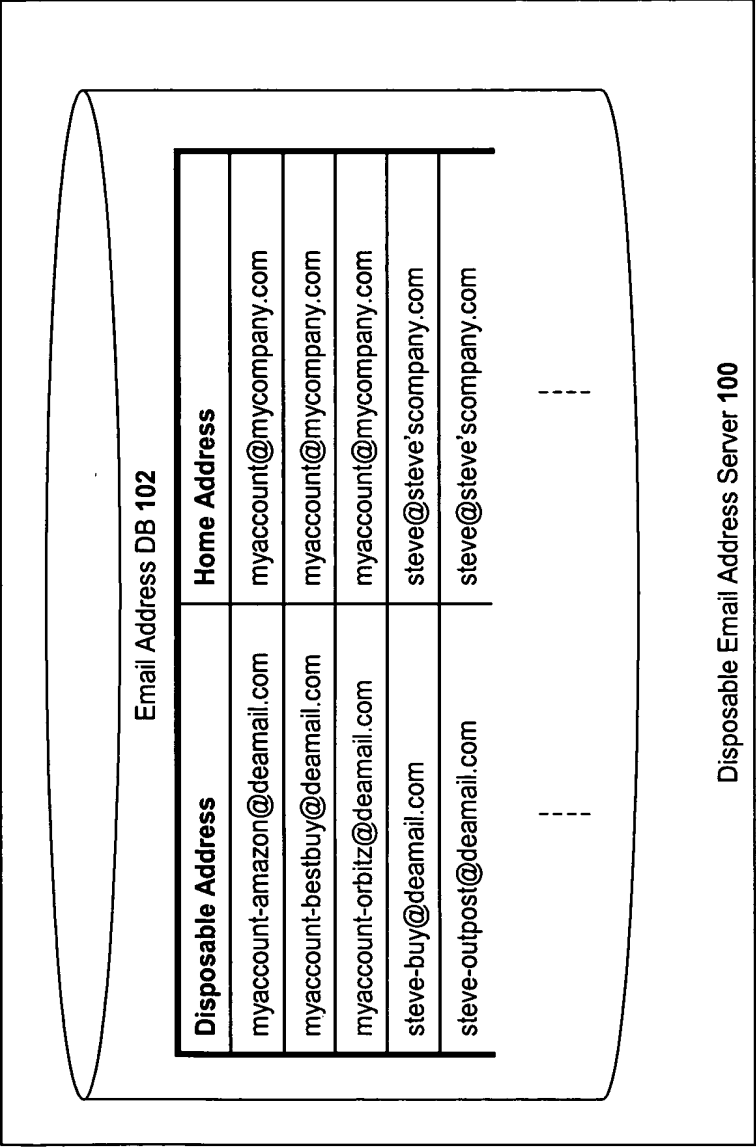 Email Address DB 102
Disposable Address Home Address
myaccount-amazon@deamail.com myaccount@mycompany.com
myaccount-bestbuy@deamail.com myaccount@mycompany.com
myaccount-orbitz@deamail.com myaccount@mycompany.com
steve-buy@deamail.com steve@steve'scompany.com
steve-outpost@deamail.com steve@steve'scompany.com
Disposable Email Address Server 100